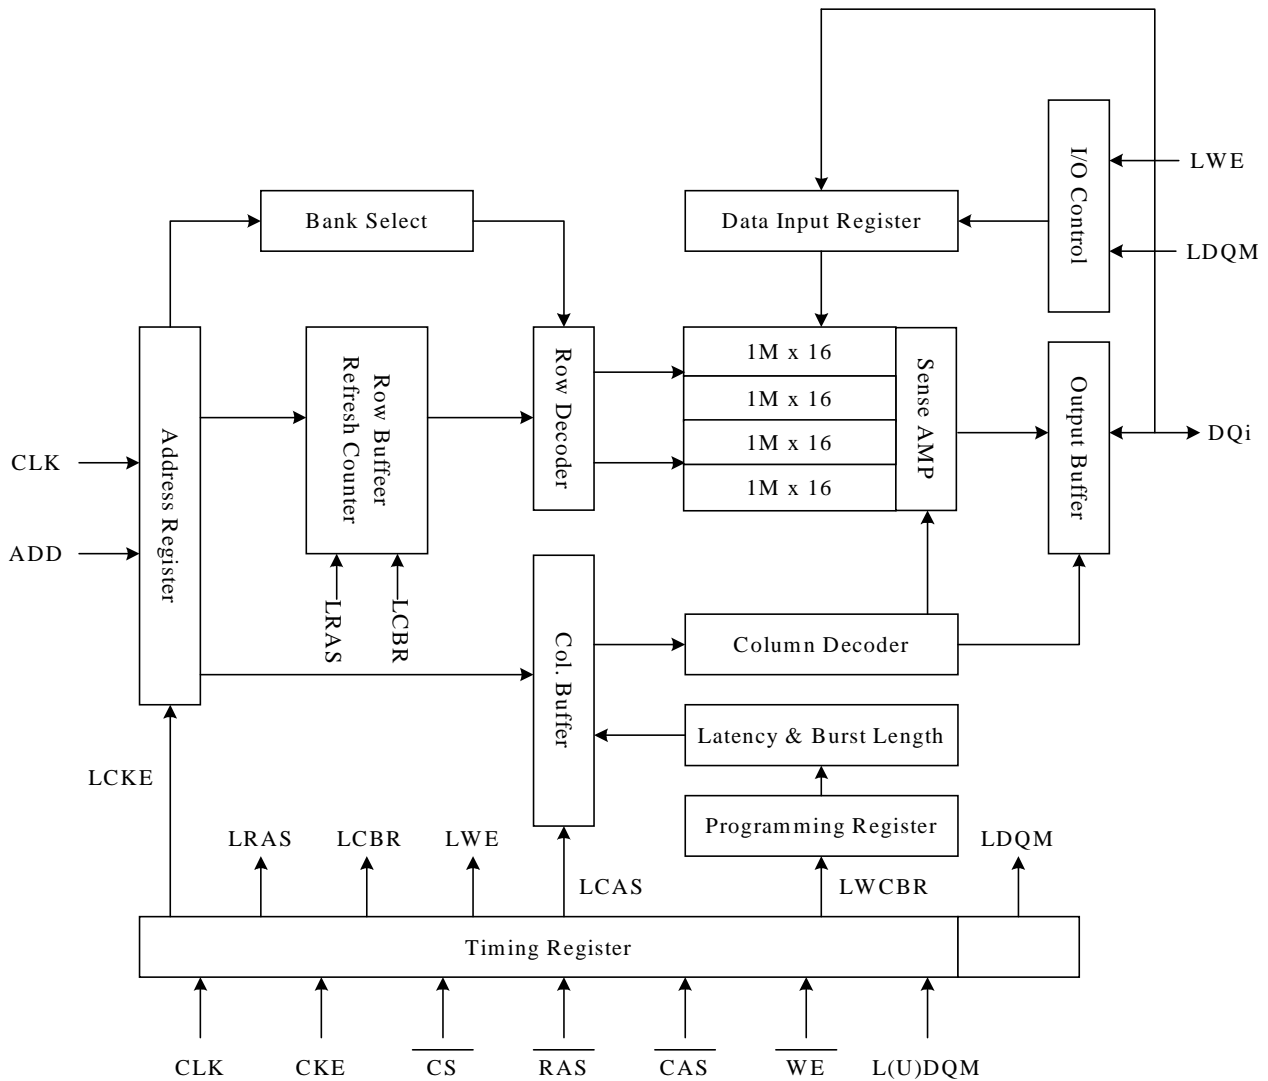 I/O Control
LWE
LDQM
Bank Select
Data Input Register
Address Register
Row Buffeer
Refresh Counter
Row Decoder
1M x 16
1M x 16
1M x 16
1M x 16
Sense AMP
Output Buffer
DQi
CLK
ADD
LRAS
LCBR
Col. Buffer
Column Decoder
Latency & Burst Length
Programming Register
LCKE
LRAS
LCBR
LWE
LCAS
LWCBR
LDQM
Timing Register
CLK
CKE
CS
RAS
CAS
WE
L(U)DQM